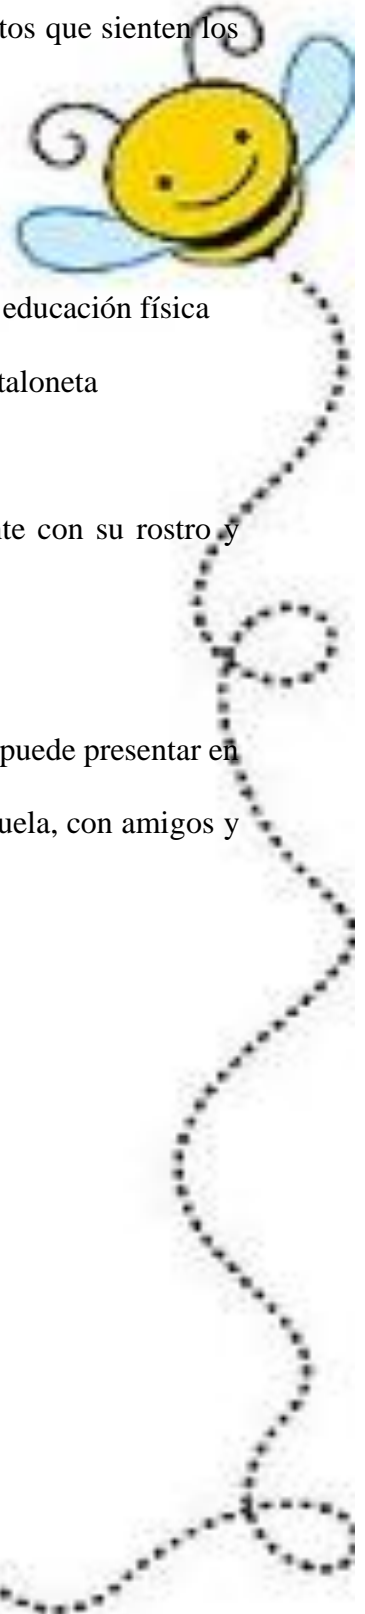 tos que sienten los
educación física
taloneta
te con su rostro y
puede presentar en
uela, con amigos y